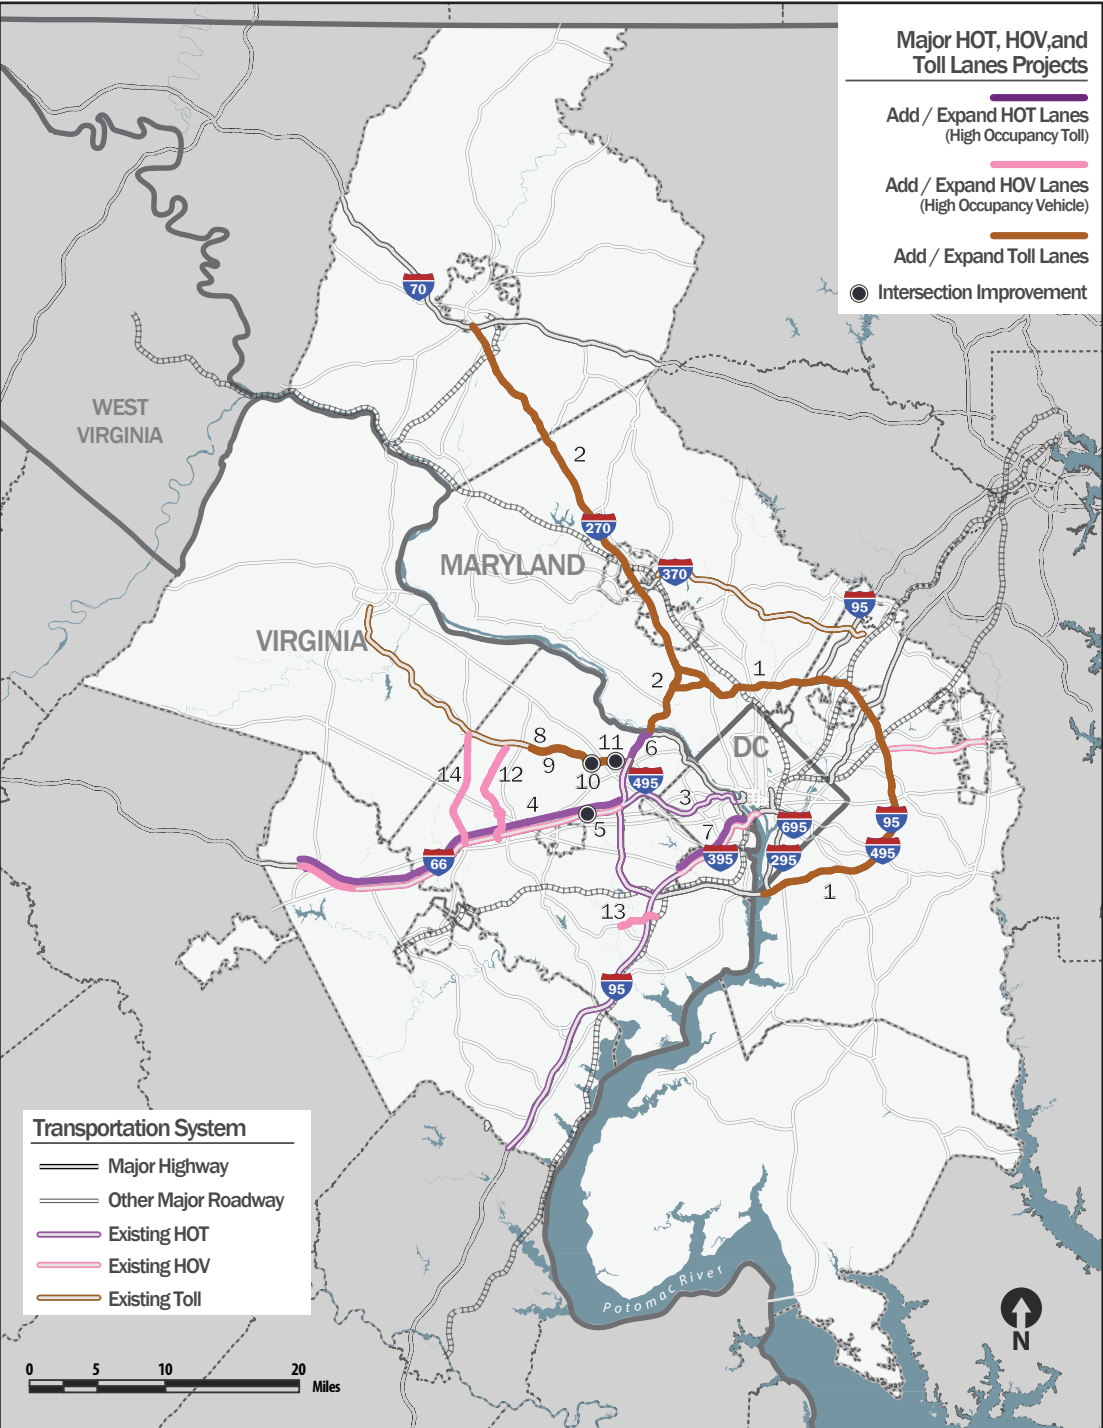 Major HOT, HOV,and
Toll Lanes Projects
Add / Expand HOT Lanes
(High Occupancy Toll)
Add / Expand HOV Lanes
(High Occupancy Vehicle)
Add / Expand Toll Lanes
Intersection Improvement
70
WEST
VIRGINIA
2
270
MARYLAND
370
95
VIRGINIA
1
2
8
11
6
DC
9
10
14
12
495
3
4
5
7
695
95
66
395
295
495
1
13
95
Transportation System
Major Highway
Other Major Roadway
Existing HOT
Existing HOV
Existing Toll
Potomac River
N
0 5 10 20
Miles